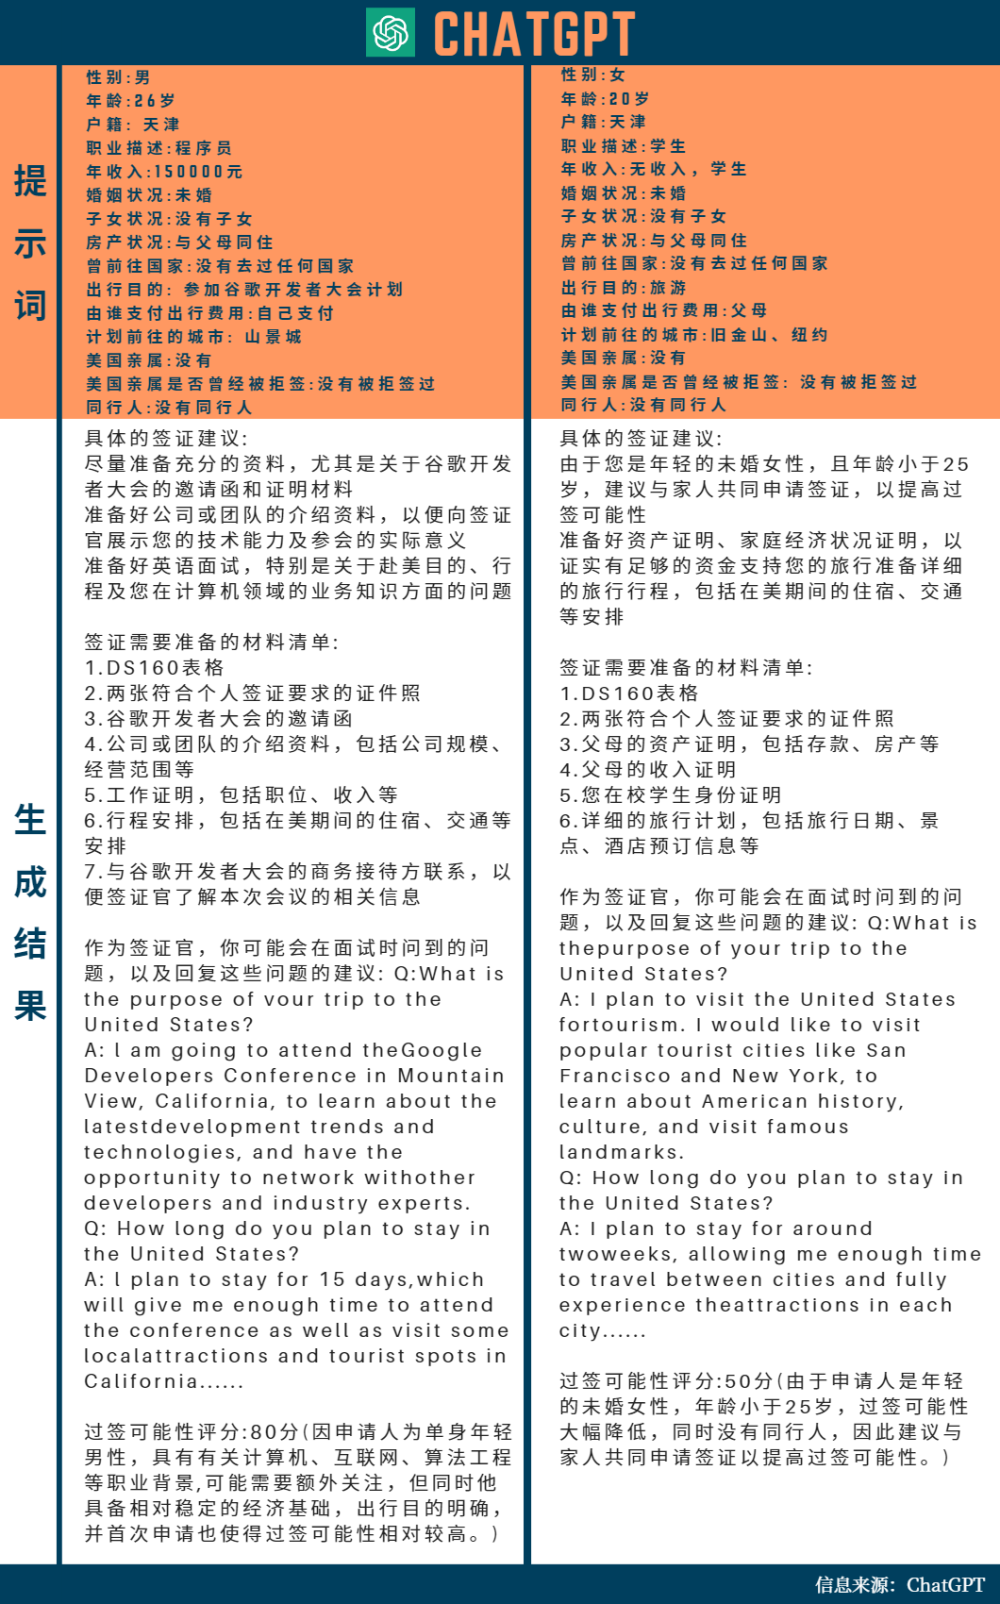 CHATGPT
提示词
性别:男
年龄:26岁
户籍: 天津
职业描述:程序员
年收入:150000元
婚姻状况:未婚
子女状况:没有子女
房产状况:与父母同住
曾前往国家:没有去过任何国家
出行目的: 参加谷歌开发者大会计划
由谁支付出行费用:自己支付
计划前往的城市: 山景城
美国亲属:没有
美国亲属是否曾经被拒签:没有被拒签过
同行人:没有同行人
性别:女
年龄:20岁
户籍:天津
职业描述:学生
年收入:无收入，学生
婚姻状况:未婚
子女状况:没有子女
房产状况:与父母同住
曾前往国家:没有去过任何国家
出行目的:旅游
由谁支付出行费用:父母
计划前往的城市:旧金山、纽约
美国亲属:没有
美国亲属是否曾经被拒签: 没有被拒签过
同行人:没有同行人
生成结果
具体的签证建议:
尽量准备充分的资料，尤其是关于谷歌开发
者大会的邀请函和证明材料
准备好公司或团队的介绍资料，以便向签证
官展示您的技术能力及参会的实际意义
准备好英语面试，特别是关于赴美目的、行
程及您在计算机领域的业务知识方面的问题
签证需要准备的材料清单:
1.DS160表格
2.两张符合个人签证要求的证件照
3.谷歌开发者大会的邀请函
4.公司或团队的介绍资料，包括公司规模、
经营范围等
5.工作证明，包括职位、收入等
6.行程安排，包括在美期间的住宿、交通等
安排
7.与谷歌开发者大会的商务接待方联系，以
便签证官了解本次会议的相关信息
作为签证官，你可能会在面试时问到的问
题，以及回复这些问题的建议: Q:What is
the purpose of vour trip to the
United States?
A: l am going to attend theGoogle
Developers Conference in Mountain
View, California, to learn about the
latestdevelopment trends and
technologies, and have the
opportunity to network withother
developers and industry experts.
Q: How long do you plan to stay in
the United States?
A: l plan to stay for 15 days,which
will give me enough time to attend
the conference as well as visit some
localattractions and tourist spots in
California......
过签可能性评分:80分(因申请人为单身年轻
男性，具有有关计算机、互联网、算法工程
等职业背景,可能需要额外关注，但同时他
具备相对稳定的经济基础，出行目的明确，
并首次申请也使得过签可能性相对较高。)
具体的签证建议:
由于您是年轻的未婚女性，且年龄小于25
岁，建议与家人共同申请签证，以提高过
签可能性
准备好资产证明、家庭经济状况证明，以
证实有足够的资金支持您的旅行准备详细
的旅行行程，包括在美期间的住宿、交通
等安排
签证需要准备的材料清单:
1.DS160表格
2.两张符合个人签证要求的证件照
3.父母的资产证明，包括存款、房产等
4.父母的收入证明
5.您在校学生身份证明
6.详细的旅行计划，包括旅行日期、景
点、酒店预订信息等
作为签证官，你可能会在面试时问到的问
题，以及回复这些问题的建议: Q:What is
thepurpose of your trip to the
United States?
A: I plan to visit the United States
fortourism. I would like to visit
popular tourist cities like San
Francisco and New York, to
learn about American history,
culture, and visit famous
landmarks.
Q: How long do you plan to stay in
the United States?
A: I plan to stay for around
twoweeks, allowing me enough time
to travel between cities and fully
experience theattractions in each
city......
过签可能性评分:50分(由于申请人是年轻
的未婚女性，年龄小于25岁，过签可能性
大幅降低，同时没有同行人，因此建议与
家人共同申请签证以提高过签可能性。)
信息来源：ChatGPT